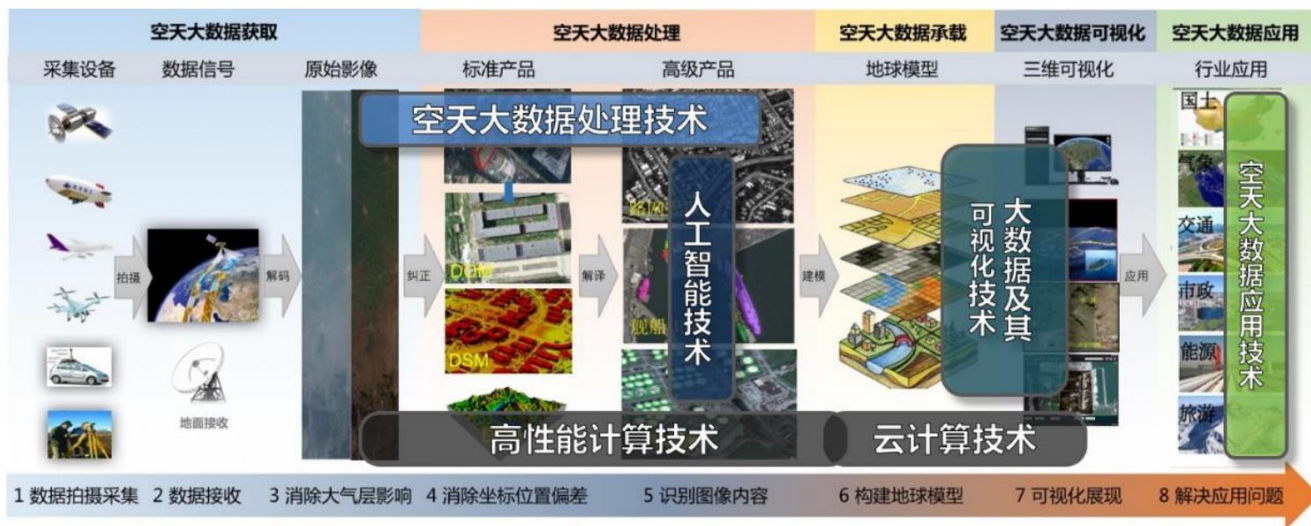 空天大数据获取
空天大数据处理
空天大数据承载
空天大数据可视化
空天大数据应用
采集设备
数据信号
原始影像
标准产品
高级产品
地球模型
三维可视化
行业应用
空天大数据处理技术
人工智能技术
大数据及其
可视化技术
空天大数据应用技术
国土
气象
交通
市政
能源
旅游
拍摄
解码
纠正
解译
建模
应用
DOM
DSM
舰船
地面接收
高性能计算技术
云计算技术
1 数据拍摄采集
2 数据接收
3 消除大气层影响
4 消除坐标位置偏差
5 识别图像内容
6 构建地球模型
7 可视化展现
8 解决应用问题